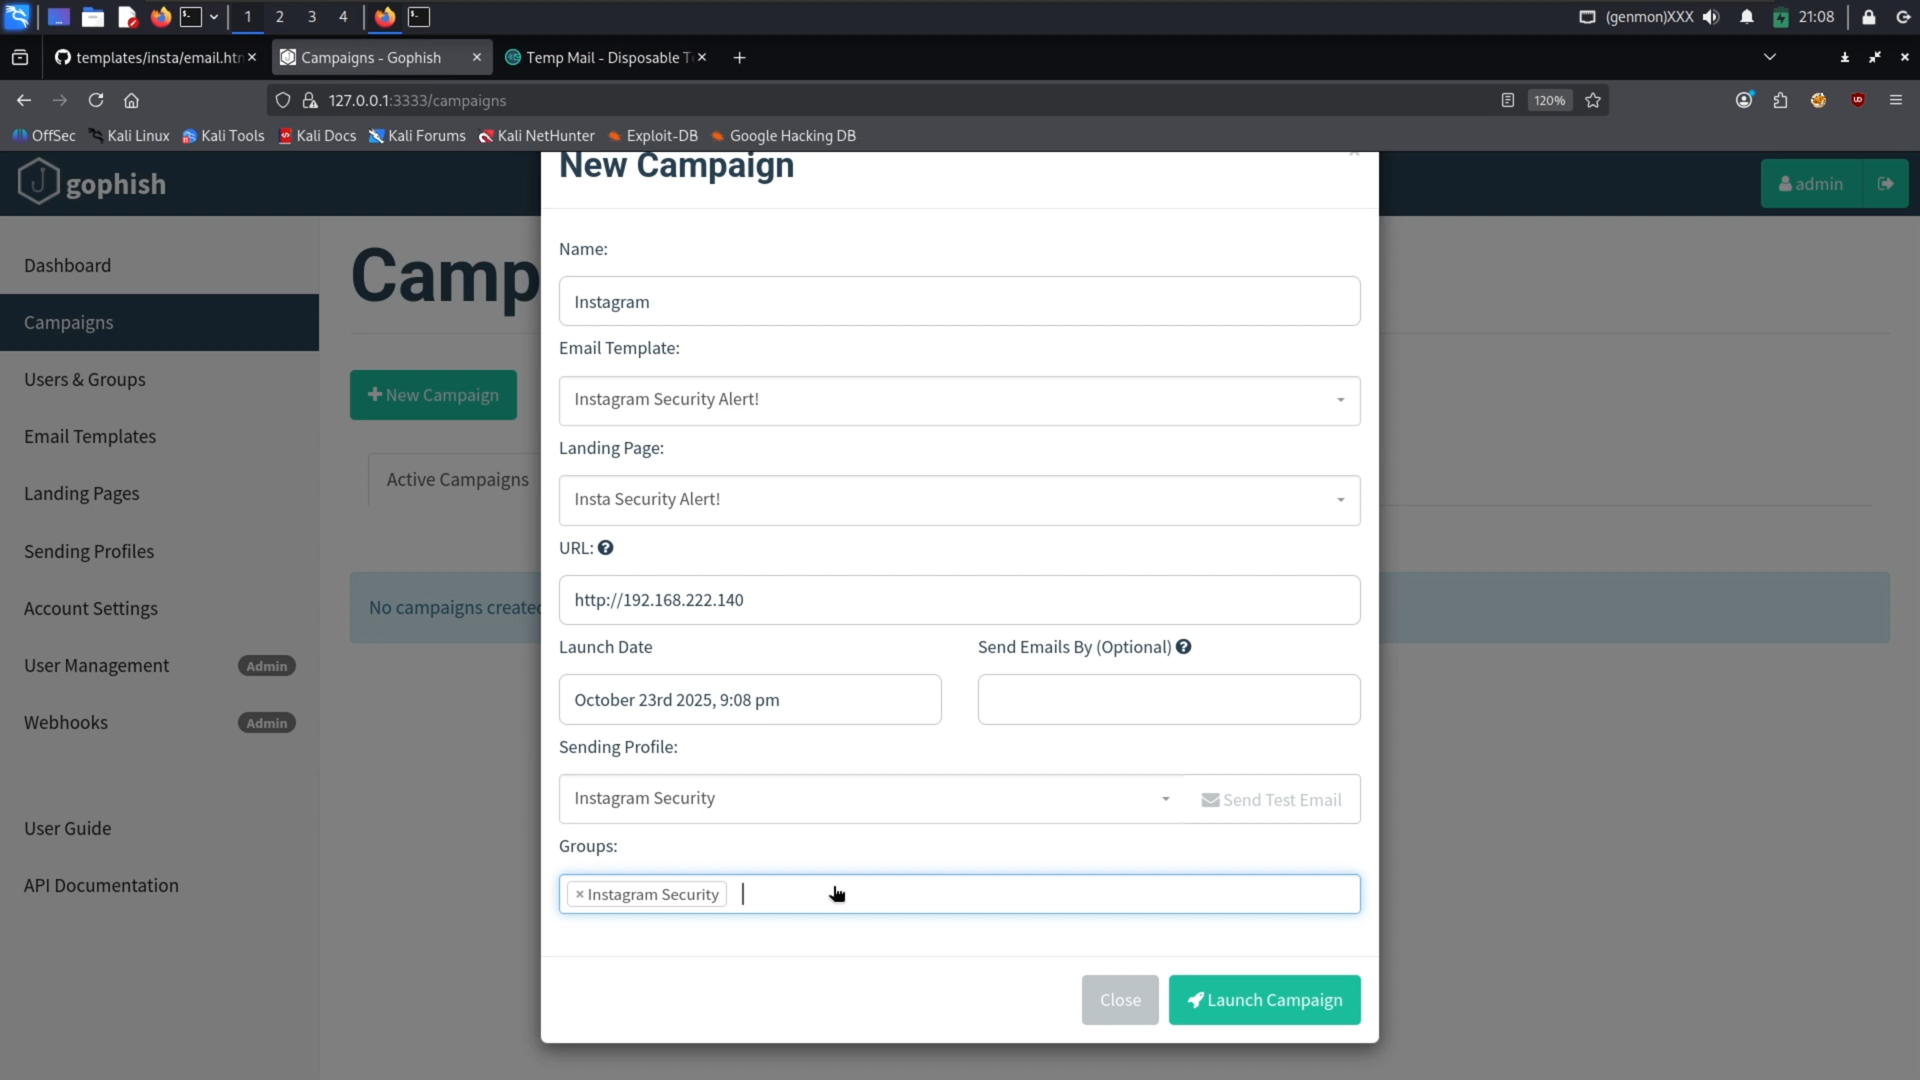 1 2 3 4 (genmon)XXX 21:08
templates/insta/email.htm Campaigns - Gophish Temp Mail - Disposable T
127.0.0.1:3333/campaigns 120%
OffSec Kali Linux Kali Tools Kali Docs Kali Forums Kali NetHunter Exploit-DB Google Hacking DB
gophish
admin
Dashboard
Campaigns
Users & Groups
Email Templates
Landing Pages
Sending Profiles
Account Settings
User Management Admin
Webhooks Admin
User Guide
API Documentation
Camp
New Campaign
Active Campaigns
No campaigns created
New Campaign
Name:
Instagram
Email Template:
Instagram Security Alert!
Landing Page:
Insta Security Alert!
URL:
http://192.168.222.140
Launch Date Send Emails By (Optional)
October 23rd 2025, 9:08 pm
Sending Profile:
Instagram Security Send Test Email
Groups:
× Instagram Security
Close Launch Campaign